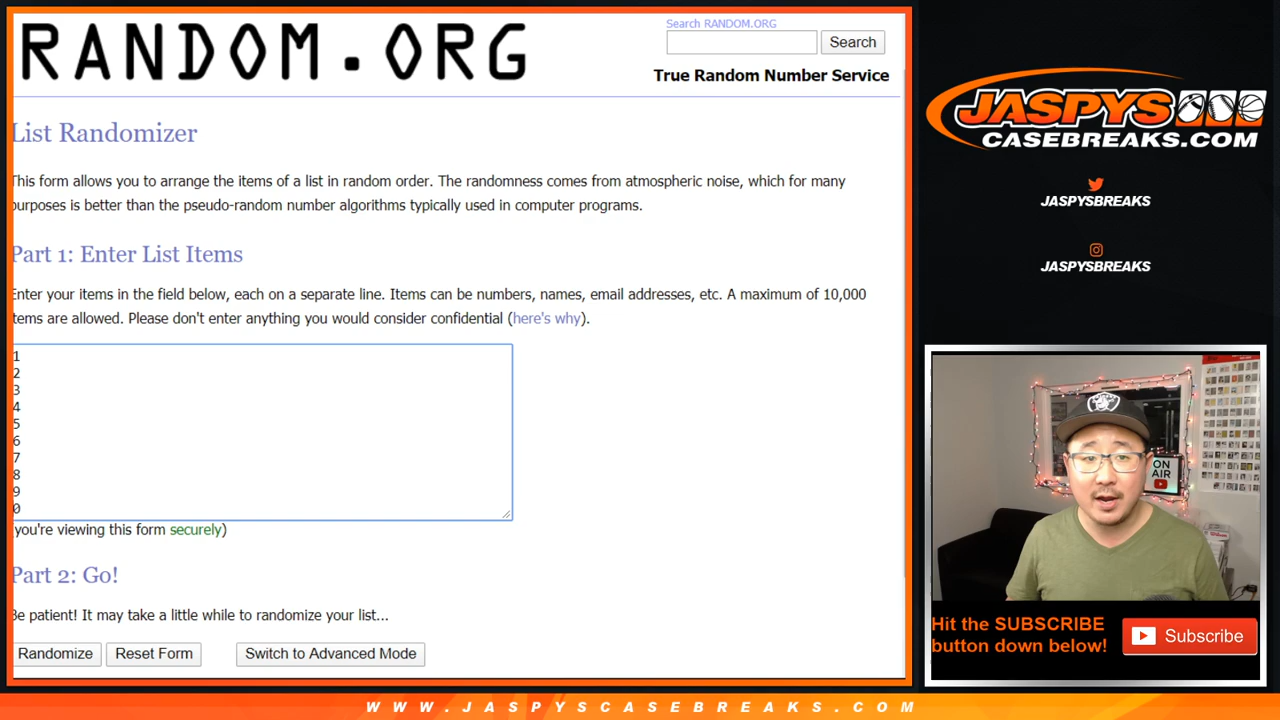 RANDOM.ORG
Search RANDOM.ORG
Search
True Random Number Service
List Randomizer
This form allows you to arrange the items of a list in random order. The randomness comes from atmospheric noise, which for many
purposes is better than the pseudo-random number algorithms typically used in computer programs.
Part 1: Enter List Items
Enter your items in the field below, each on a separate line. Items can be numbers, names, email addresses, etc. A maximum of 10,000
items are allowed. Please don't enter anything you would consider confidential (here's why).
1
2
3
4
5
6
7
8
9
0
(you're viewing this form securely)
Part 2: Go!
Be patient! It may take a little while to randomize your list...
Randomize
Reset Form
Switch to Advanced Mode
JASPYS
CASEBREAKS.COM
JASPYSBREAKS
JASPYSBREAKS
ON
AIR
Hit the SUBSCRIBE
button down below!
Subscribe
WWW.JASPYSCASEBREAKS.COM